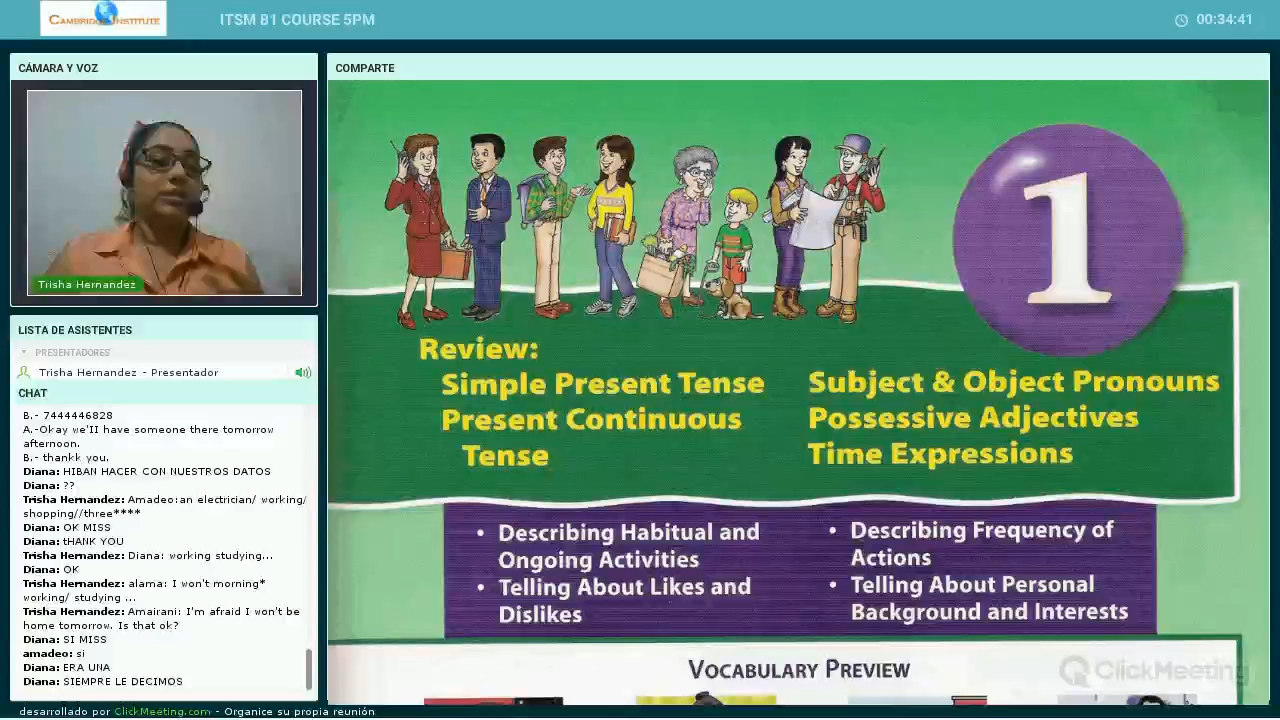 CAMBRIDGE INSTITUTE
ITSM B1 COURSE 5PM
00:34:41
CÁMARA Y VOZ
Trisha Hernandez
LISTA DE ASISTENTES
PRESENTADORES
Trisha Hernandez - Presentador
CHAT
B.- 7444446828
A.-Okay we'II have someone there tomorrow
afternoon.
B.- thankk you.
Diana: HIBAN HACER CON NUESTROS DATOS
Diana: ??
Trisha Hernandez: Amadeo:an electrician/ working/
shopping//three****
Diana: OK MISS
Diana: tHANK YOU
Trisha Hernandez: Diana: working studying...
Diana: OK
Trisha Hernandez: alama: I won't morning*
working/ studying ...
Trisha Hernandez: Amairani: I'm afraid I won't be
home tomorrow. Is that ok?
Diana: SI MISS
amadeo: si
Diana: ERA UNA
Diana: SIEMPRE LE DECIMOS
COMPARTE
1
Review:
Simple Present Tense
Present Continuous
Tense
Subject & Object Pronouns
Possessive Adjectives
Time Expressions
• Describing Habitual and
Ongoing Activities
• Telling About Likes and
Dislikes
• Describing Frequency of
Actions
• Telling About Personal
Background and Interests
VOCABULARY PREVIEW
ClickMeeting
desarrollado por ClickMeeting.com - Organice su propia reunión